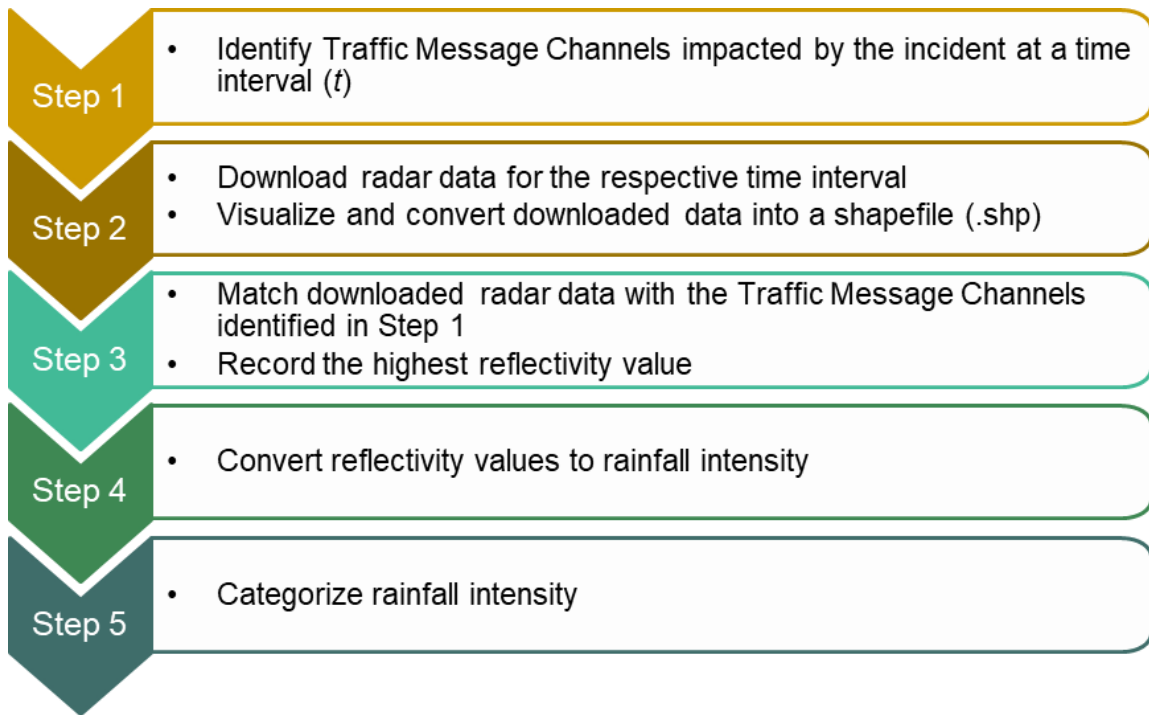 Step 1
• Identify Traffic Message Channels impacted by the incident at a time
interval (t)
Step 2
• Download radar data for the respective time interval
• Visualize and convert downloaded data into a shapefile (.shp)
Step 3
• Match downloaded radar data with the Traffic Message Channels
identified in Step 1
• Record the highest reflectivity value
Step 4
• Convert reflectivity values to rainfall intensity
Step 5
• Categorize rainfall intensity